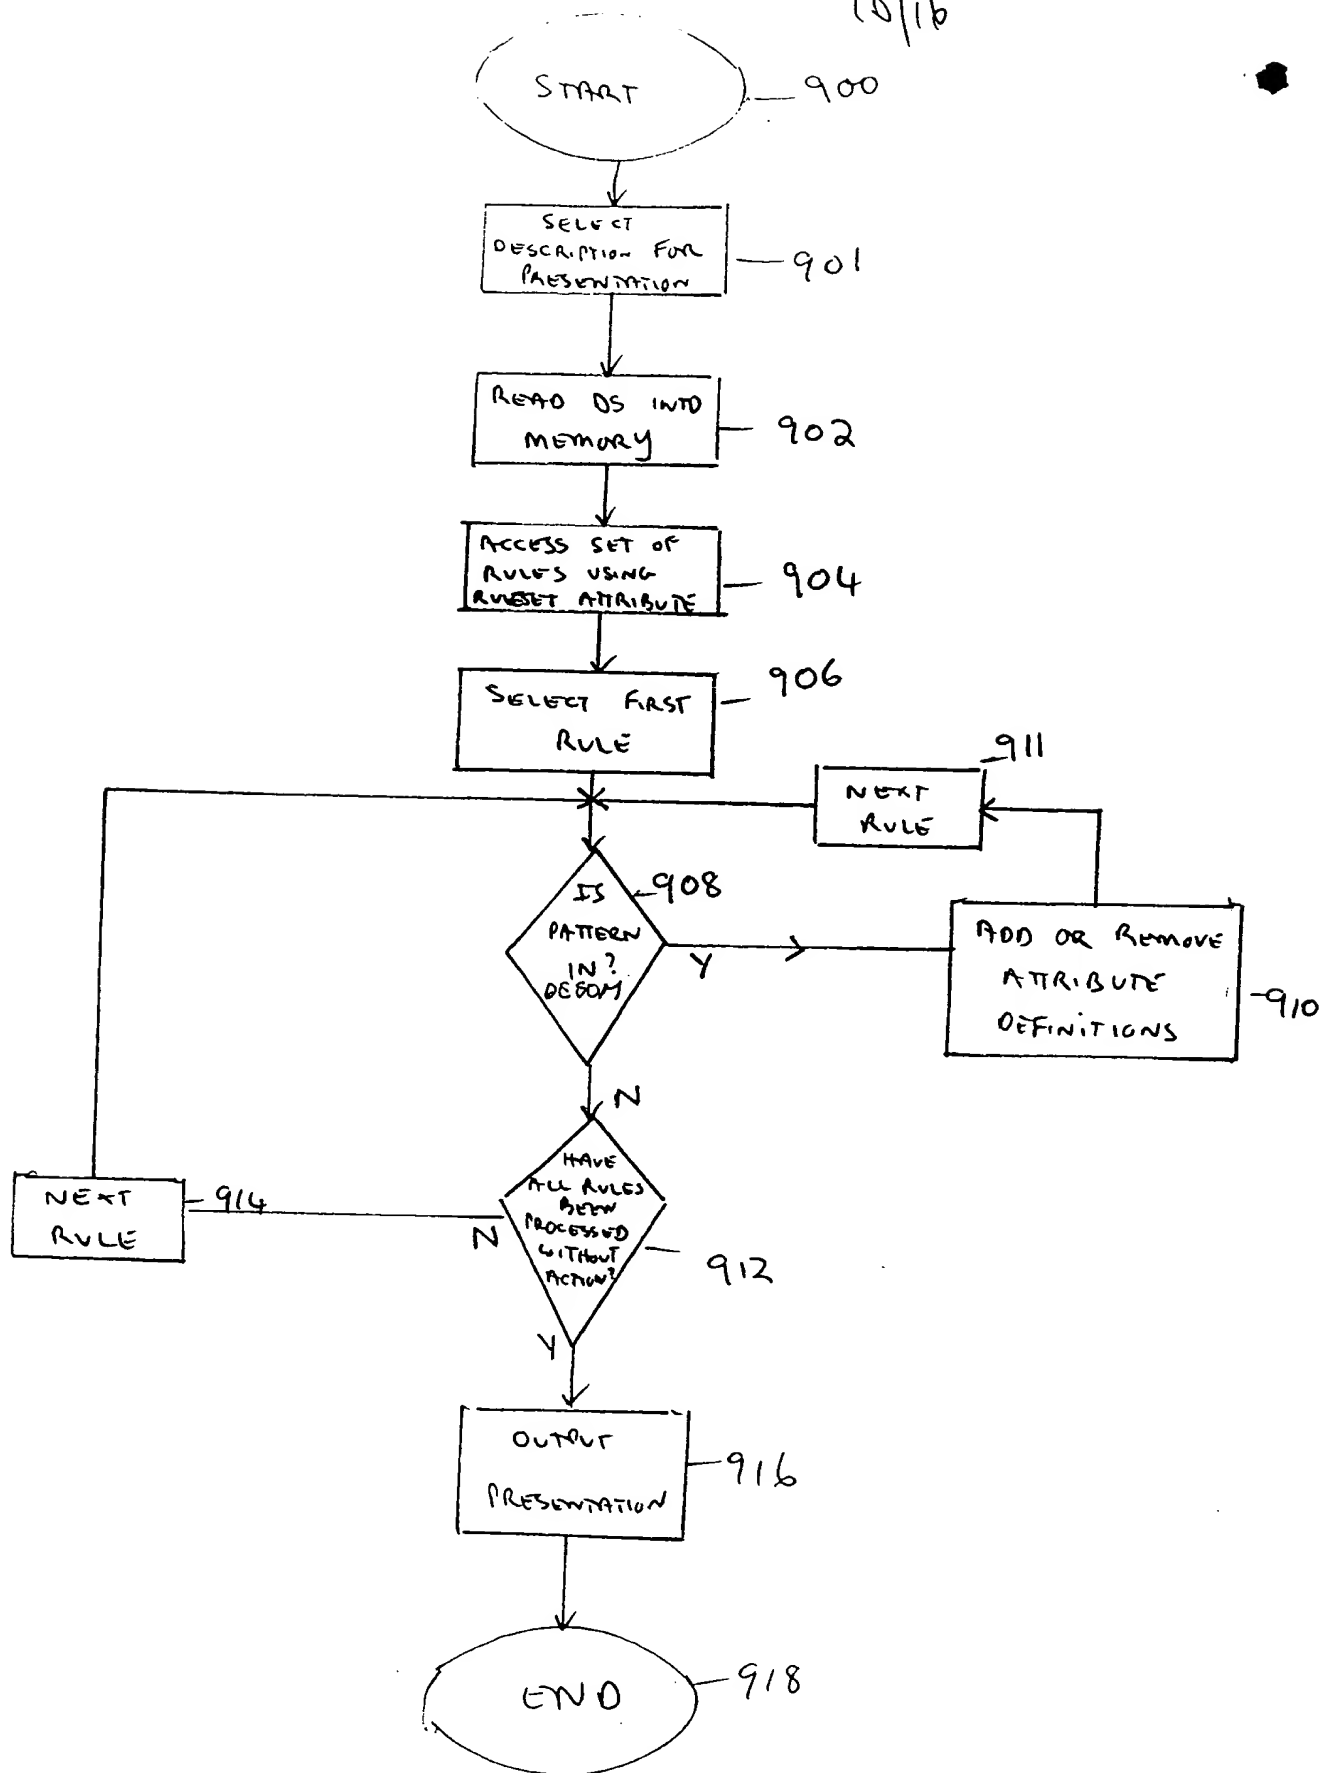 10/16
START
900
SELECT
DESCRIPTION FOR
PRESENTATION
901
READ DS INTO
MEMORY
902
ACCESS SET OF
RULES USING
RULESET ATTRIBUTE
904
SELECT FIRST
RULE
906
NEXT
RULE
911
IS
PATTERN
IN?
DEGOM
908
Y
ADD OR REMOVE
ATTRIBUTE
DEFINITIONS
910
N
HAVE
ALL RULES
BEEN
PROCESSED
WITHOUT
ACTION?
912
N
NEXT
RULE
914
Y
OUTPUT
PRESENTATION
916
END
918